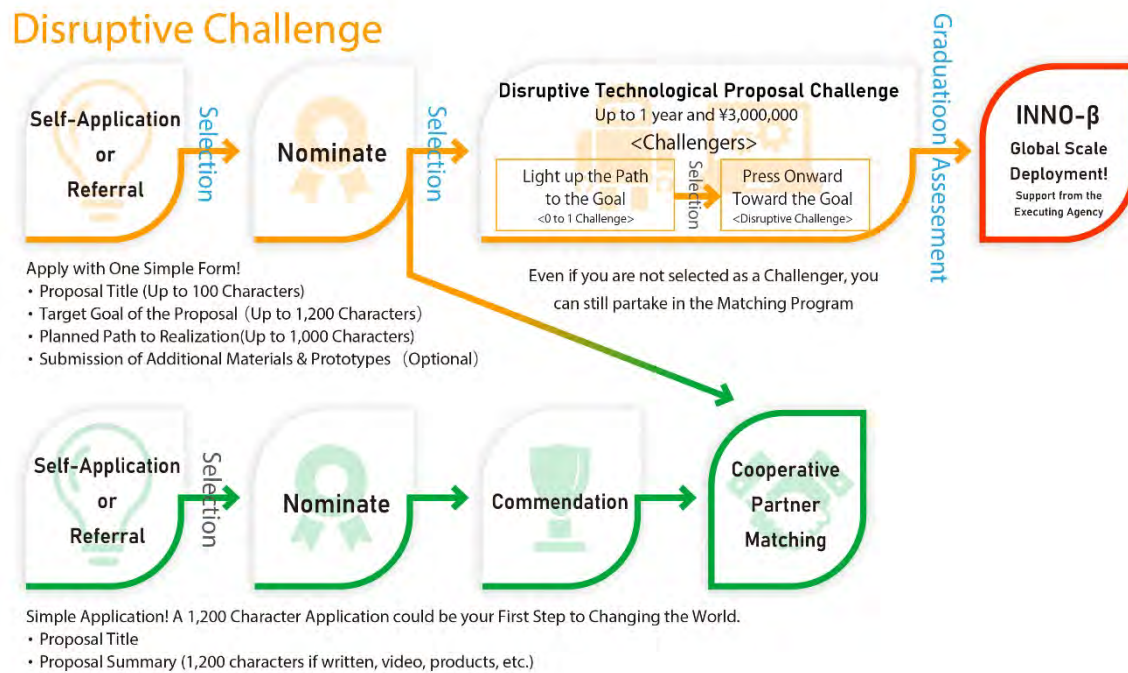 Disruptive Challenge
Self-Application
or
Referral
Selection
Nominate
Selection
Disruptive Technological Proposal Challenge
Up to 1 year and ¥3,000,000
<Challengers>
Light up the Path
to the Goal
<0 to 1 Challenge>
Selection
Press Onward
Toward the Goal
<Disruptive Challenge>
Graduatioon Assesement
INNO-β
Global Scale
Deployment!
Support from the
Executing Agency
Apply with One Simple Form!
・Proposal Title (Up to 100 Characters)
・Target Goal of the Proposal (Up to 1,200 Characters)
・Planned Path to Realization(Up to 1,000 Characters)
・Submission of Additional Materials & Prototypes (Optional)
Even if you are not selected as a Challenger, you
can still partake in the Matching Program
Self-Application
or
Referral
Selection
Nominate
Commendation
Cooperative
Partner
Matching
Simple Application! A 1,200 Character Application could be your First Step to Changing the World.
・Proposal Title
・Proposal Summary (1,200 characters if written, video, products, etc.)